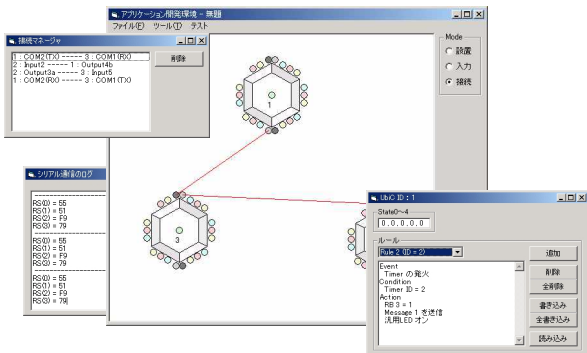 アプリケーション開発環境 - 無題
ファイル(F) ツール(T) テスト
Mode
設置
入力
接続
1
3
接続マネージャ
1 : COM2(TX) ----- 3 : COM1(RX)
2 : Input2 ----- 1 : Output4b
2 : Output3a ----- 3 : Input5
1 : COM2(RX) ----- 3 : COM1(TX)
削除
シリアル通信のログ
RS(0) = 55
RS(1) = 51
RS(2) = F9
RS(3) = 79
RS(0) = 55
RS(1) = 51
RS(2) = F9
RS(3) = 79
RS(0) = 55
RS(1) = 51
RS(2) = F9
RS(3) = 79
UbiC ID : 1
State0～4
0.0.0.0.0
ルール
Rule 2 (ID = 2)
追加
Event
Timer の発火
Condition
Timer ID = 2
Action
RB 3 = 1
Message 1 を送信
汎用LED オン
削除
全削除
書き込み
全書き込み
読み込み